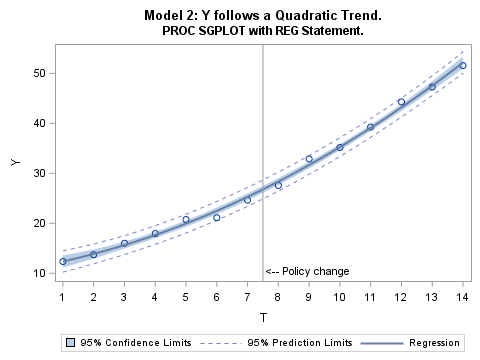 Model 2: Y follows a Quadratic Trend.
PROC SGPLOT with REG Statement.
50
40
30
20
10
Y
<-- Policy change
1 2 3 4 5 6 7 8 9 10 11 12 13 14
T
95% Confidence Limits 95% Prediction Limits Regression